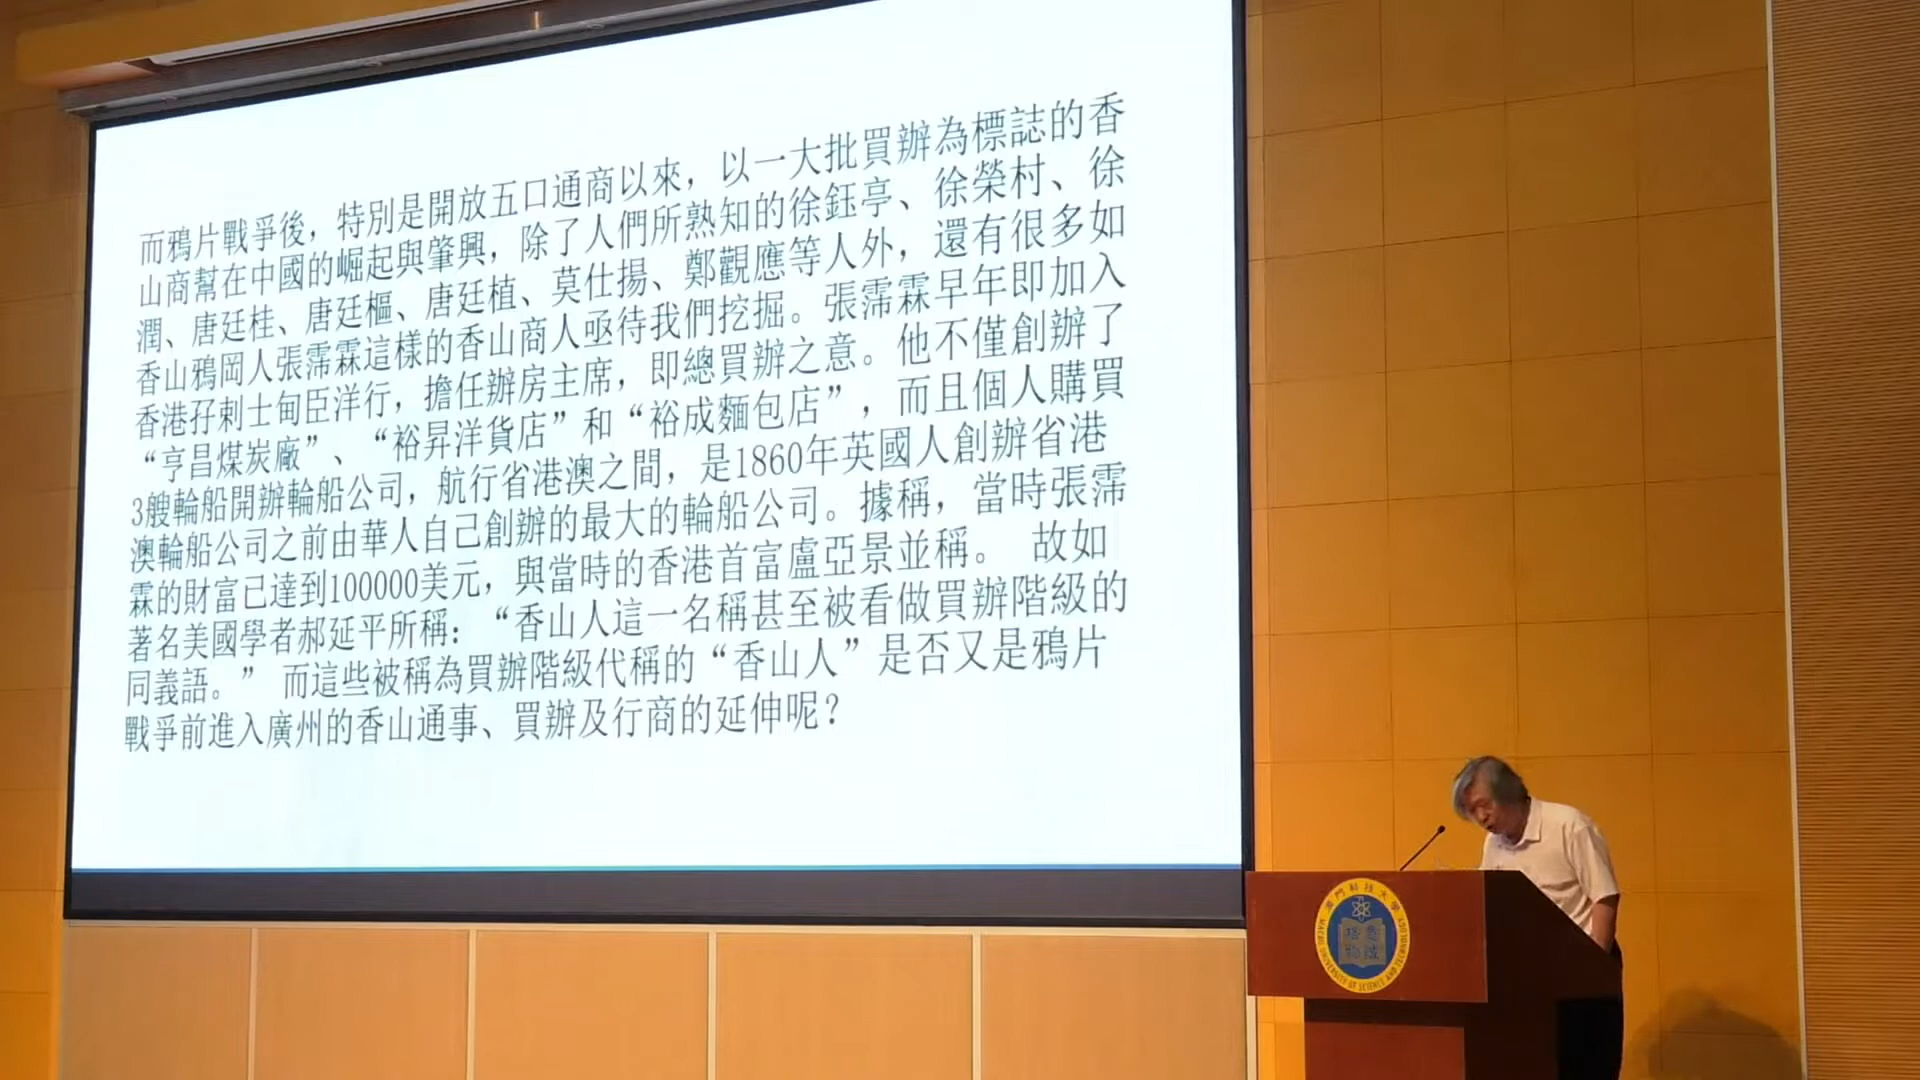 而鴉片戰爭後，特別是開放五口通商以來，以一大批買辦為標誌的香
山商幫在中國的崛起與肇興，除了人們所熟知的徐鈺亭、徐榮村、徐
潤、唐廷桂、唐廷樞、唐廷植、莫仕揚、鄭觀應等人外，還有很多如
香山鴉岡人張霈霖這樣的香山商人亟待我們挖掘。張霈霖早年即加入
香港孖剌士甸臣洋行，擔任辦房主席，即總買辦之意。他不僅創辦了
“亨昌煤炭廠”、“裕昇洋貨店”和“裕成麵包店”，而且個人購買
3艘輪船開辦輪船公司，航行省港澳之間，是1860年英國人創辦省港
澳輪船公司之前由華人自己創辦的最大的輪船公司。據稱，當時張霈
霖的財富已達到100000美元，與當時的香港首富盧亞景並稱。 故如
著名美國學者郝延平所稱：“香山人這一名稱甚至被看做買辦階級的
同義語。” 而這些被稱為買辦階級代稱的“香山人”是否又是鴉片
戰爭前進入廣州的香山通事、買辦及行商的延伸呢？
澳門科技大學
意誠
格物
MACAU UNIVERSITY OF SCIENCE AND TECHNOLOGY